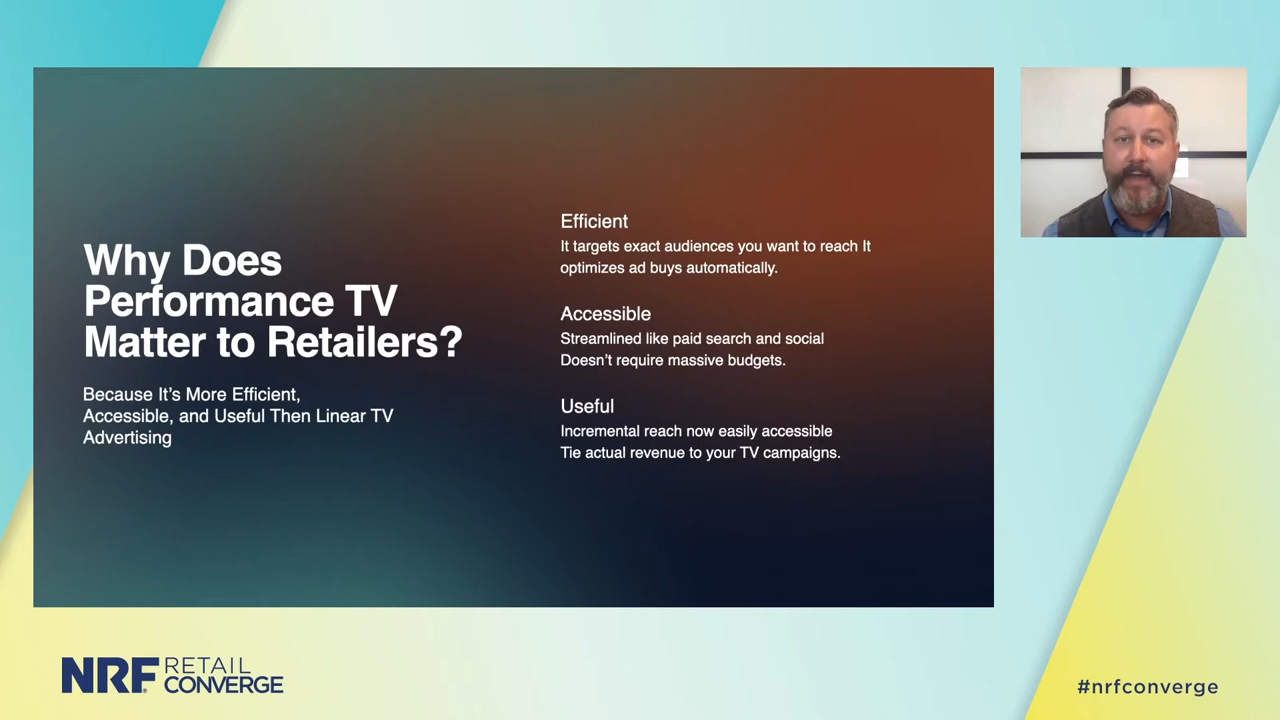 Why Does
Performance TV
Matter to Retailers?
Because It's More Efficient,
Accessible, and Useful Then Linear TV
Advertising
Efficient
It targets exact audiences you want to reach It
optimizes ad buys automatically.
Accessible
Streamlined like paid search and social
Doesn't require massive budgets.
Useful
Incremental reach now easily accessible
Tie actual revenue to your TV campaigns.
NRF RETAIL
CONVERGE
#nrfconverge